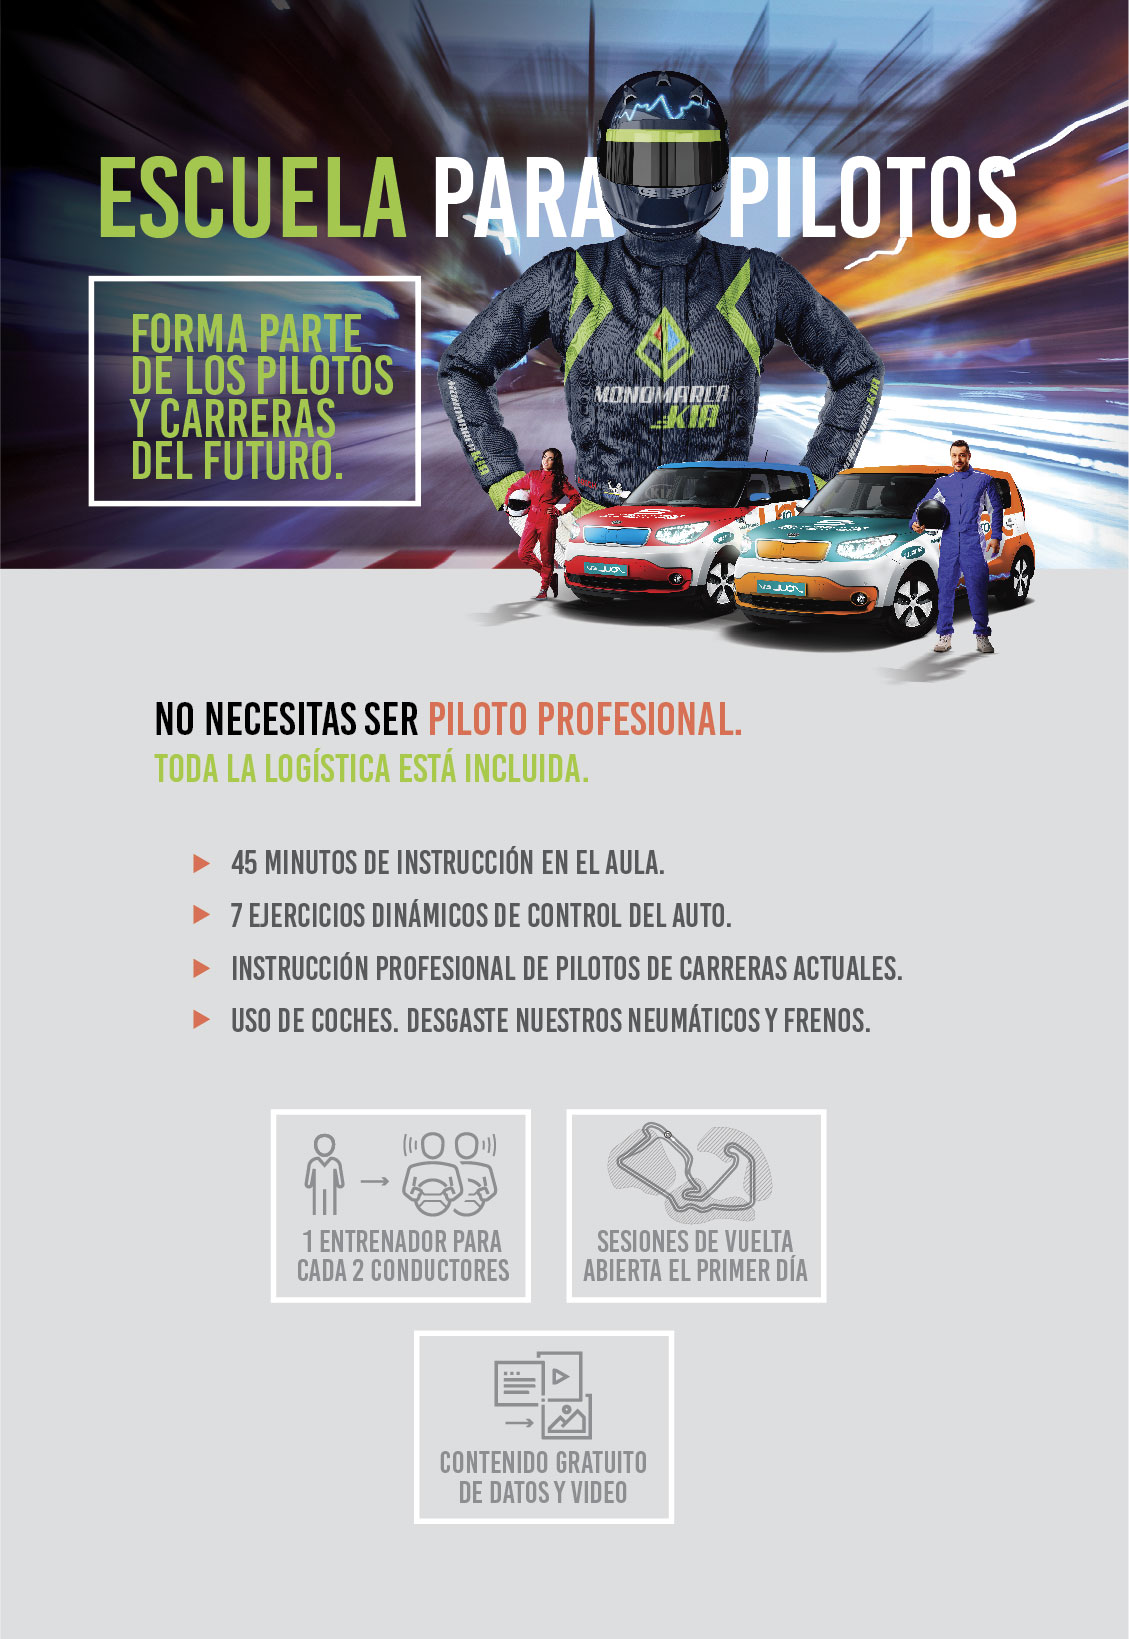 ESCUELA PARA PILOTOS
FORMA PARTE
DE LOS PILOTOS
Y CARRERAS
DEL FUTURO.
MONOMARCA
KIA
NO NECESITAS SER PILOTO PROFESIONAL.
TODA LA LOGÍSTICA ESTÁ INCLUIDA.
45 MINUTOS DE INSTRUCCIÓN EN EL AULA.
7 EJERCICIOS DINÁMICOS DE CONTROL DEL AUTO.
INSTRUCCIÓN PROFESIONAL DE PILOTOS DE CARRERAS ACTUALES.
USO DE COCHES. DESGASTE NUESTROS NEUMÁTICOS Y FRENOS.
1 ENTRENADOR PARA
CADA 2 CONDUCTORES
SESIONES DE VUELTA
ABIERTA EL PRIMER DÍA
CONTENIDO GRATUITO
DE DATOS Y VIDEO